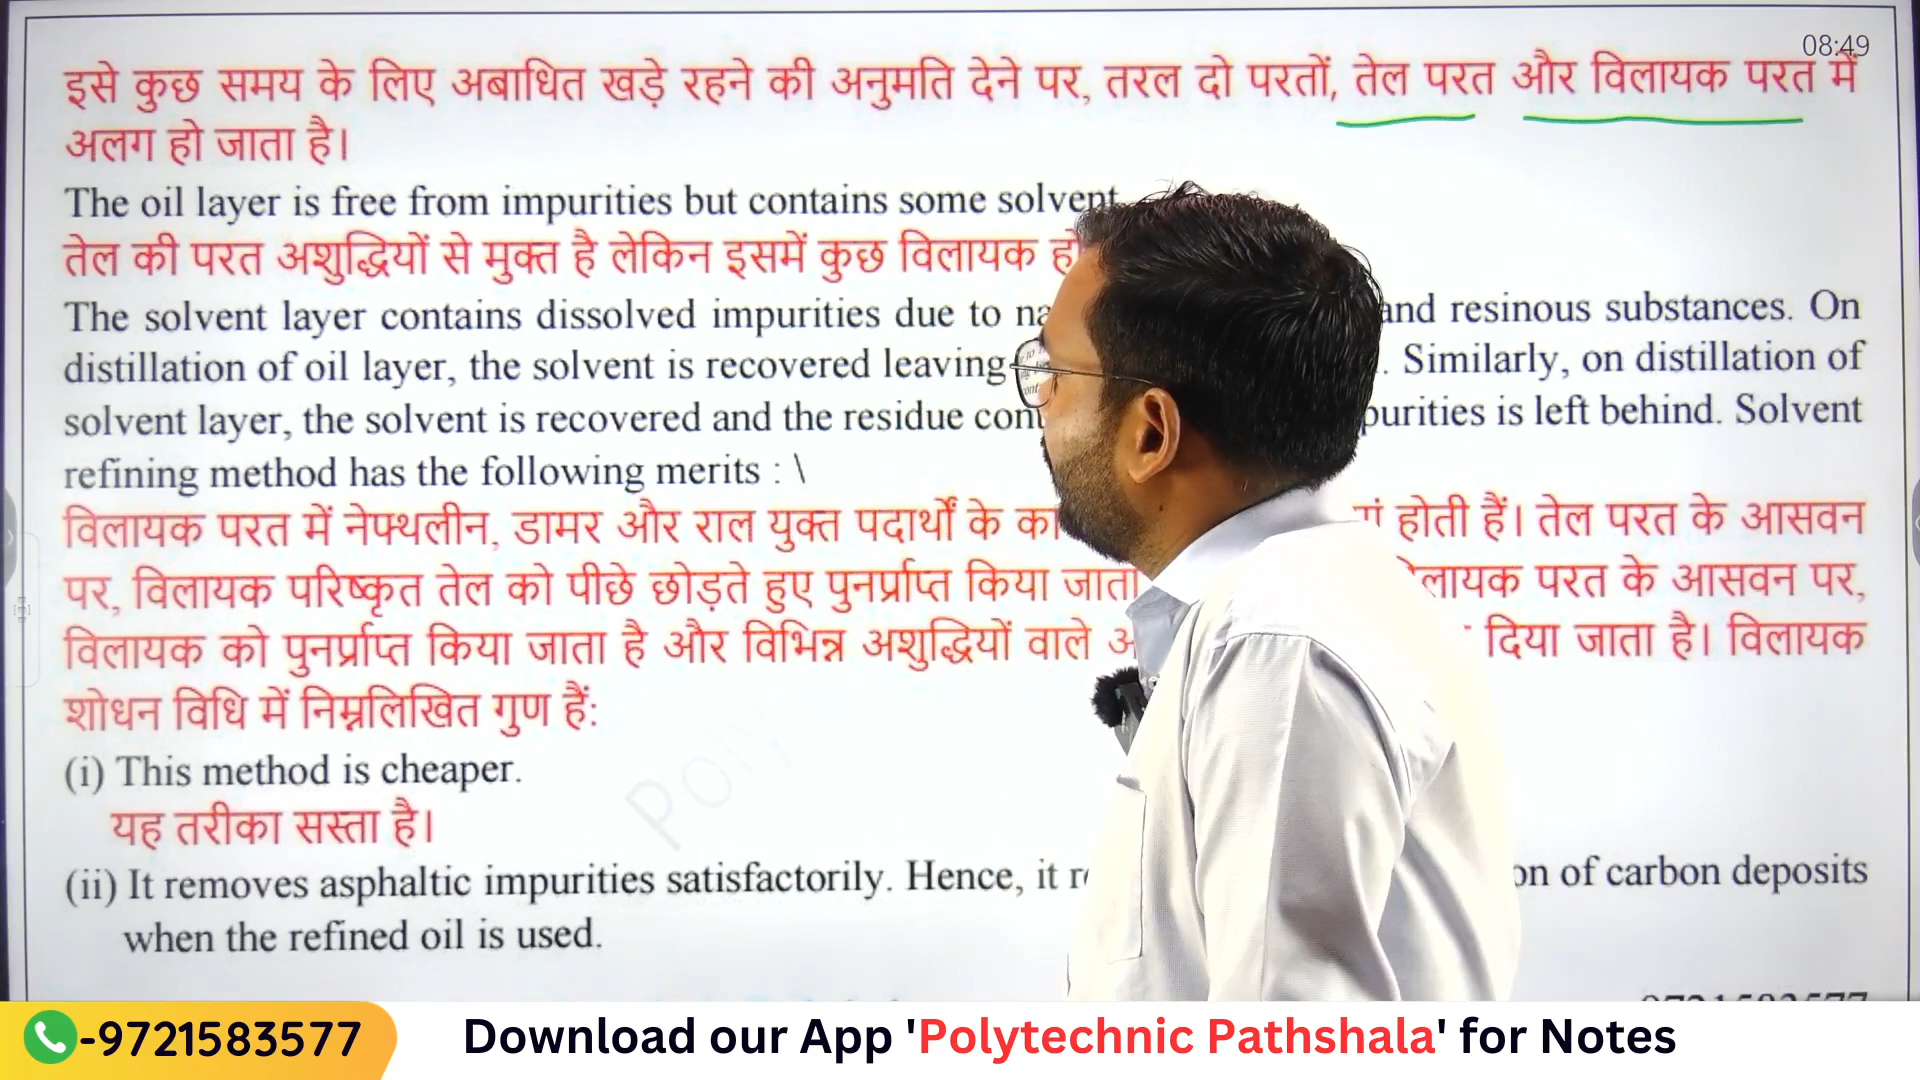 08:49
इसे कुछ समय के लिए अबाधित खड़े रहने की अनुमति देने पर, तरल दो परतों, तेल परत और विलायक परत में
अलग हो जाता है।
The oil layer is free from impurities but contains some solvent
तेल की परत अशुद्धियों से मुक्त है लेकिन इसमें कुछ विलायक
The solvent layer contains dissolved impurities due to and resinous substances. On
distillation of oil layer, the solvent is recovered leaving . Similarly, on distillation of
solvent layer, the solvent is recovered and the residue is left behind. Solvent
refining method has the following merits : \
विलायक परत में नेफ्थलीन, डामर और राल युक्त पदार्थों के होती हैं। तेल परत के आसवन
पर, विलायक परिष्कृत तेल को पीछे छोड़ते हुए पुनर्प्राप्त किया जाता परत के आसवन पर,
विलायक को पुनर्प्राप्त किया जाता है और विभिन्न अशुद्धियों वाले दिया जाता है। विलायक
शोधन विधि में निम्नलिखित गुण हैं:
(i) This method is cheaper.
यह तरीका सस्ता है।
(ii) It removes asphaltic impurities satisfactorily. Hence, it of carbon deposits
when the refined oil is used.
Poly
-9721583577
Download our App 'Polytechnic Pathshala' for Notes